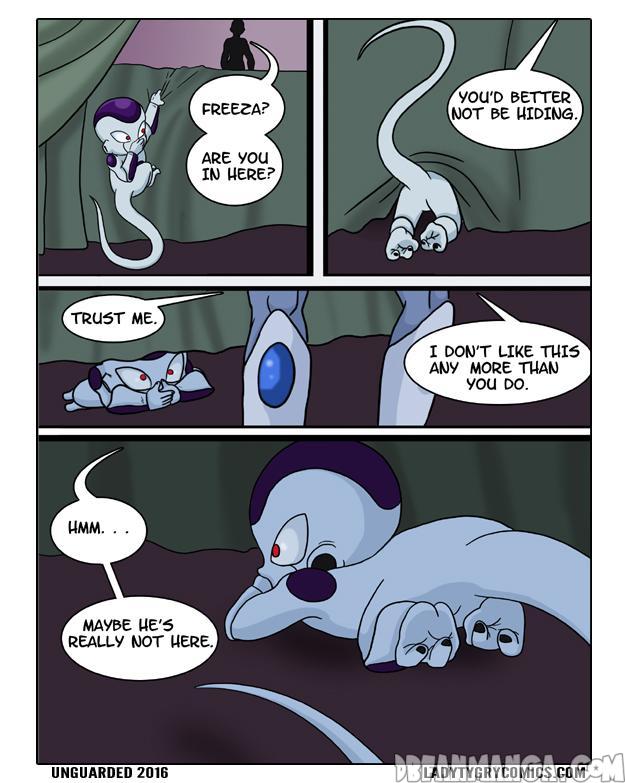 FREEZA?
ARE YOU
IN HERE?
YOU'D BETTER
NOT BE HIDING.
TRUST ME.
I DON'T LIKE THIS
ANY MORE THAN
YOU DO.
HMM. . .
MAYBE HE'S
REALLY NOT HERE.
UNGUARDED 2016
LADYTYGRYCOMICS.COM
DBFANMANGA.COM